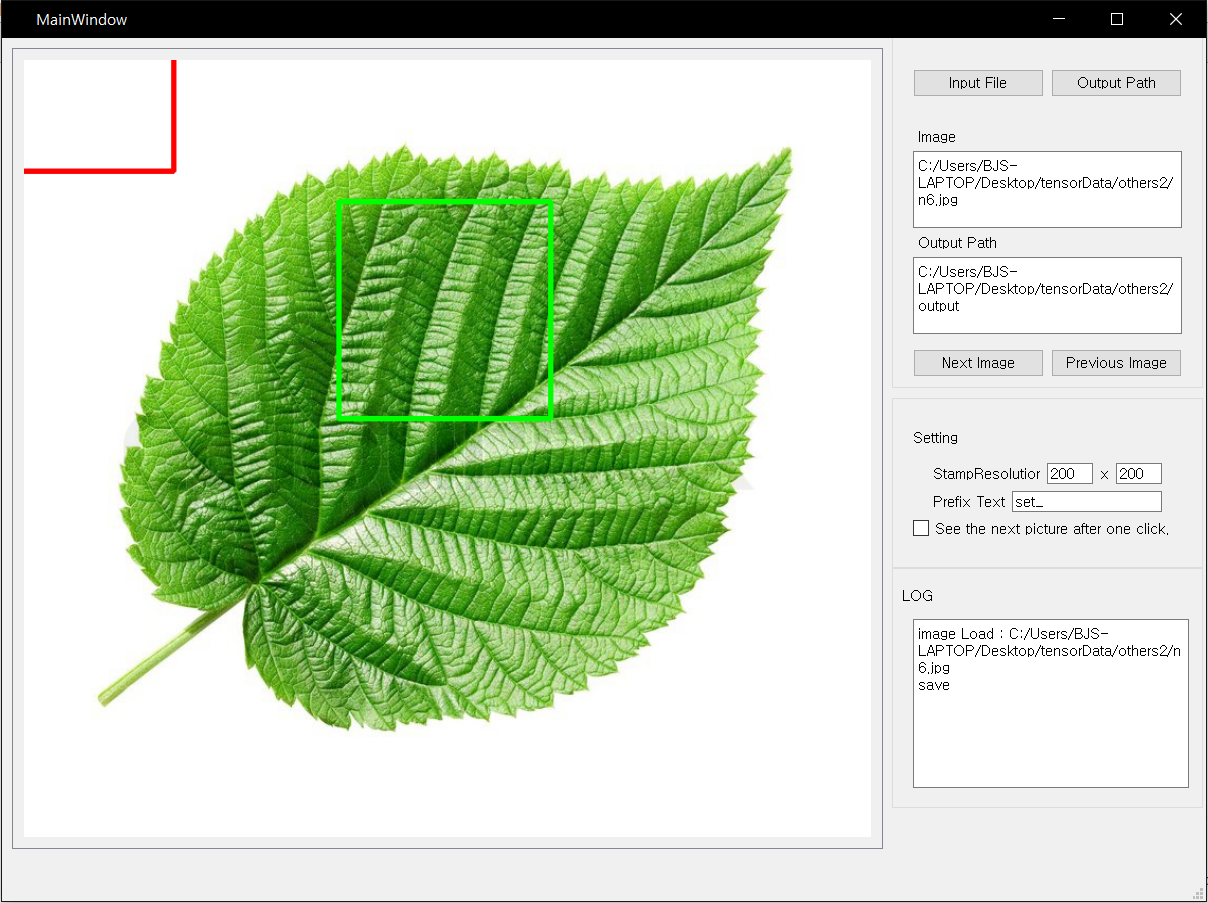 MainWindow
Input File
Output Path
Image
C:/Users/BJS-
LAPTOP/Desktop/tensorData/others2/
n6.jpg
Output Path
C:/Users/BJS-
LAPTOP/Desktop/tensorData/others2/
output
Next Image
Previous Image
Setting
StampResolutior 200 x 200
Prefix Text set_
See the next picture after one click.
LOG
image Load : C:/Users/BJS-
LAPTOP/Desktop/tensorData/others2/n
6.jpg
save